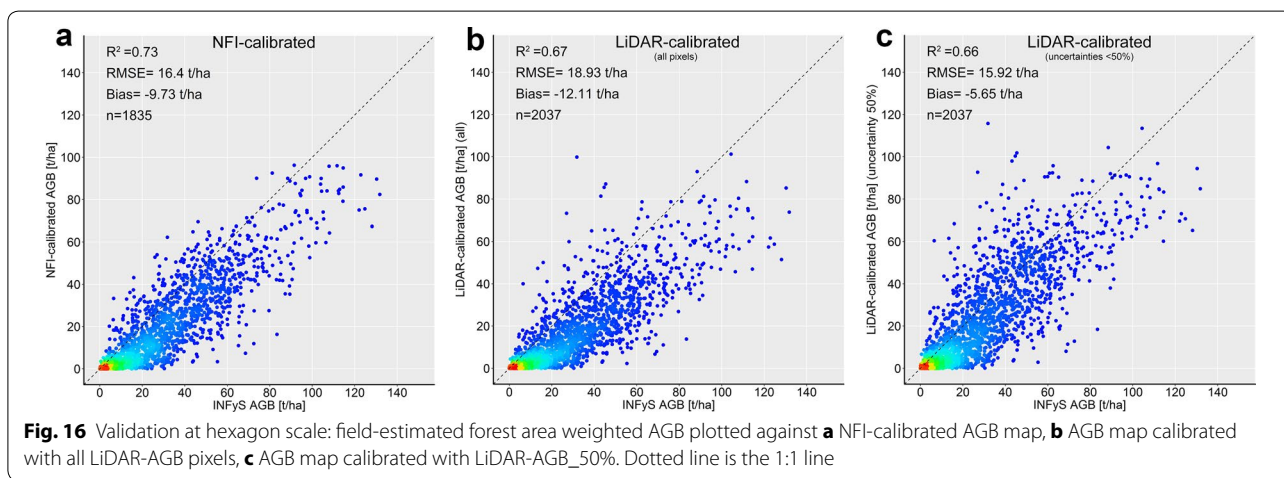 a
NFI-calibrated
R² =0.73
RMSE= 16.4 t/ha
Bias= -9.73 t/ha
n=1835
140
120
100
80
60
40
20
0
NFI-calibrated AGB [t/ha]
0 20 40 60 80 100 120 140
INFyS AGB [t/ha]
b
LiDAR-calibrated
(all pixels)
R² =0.67
RMSE= 18.93 t/ha
Bias= -12.11 t/ha
n=2037
140
120
100
80
60
40
20
0
LiDAR-calibrated AGB [t/ha] (all)
0 20 40 60 80 100 120 140
INFyS AGB [t/ha]
c
LiDAR-calibrated
(uncertainties <50%)
R² =0.66
RMSE= 15.92 t/ha
Bias= -5.65 t/ha
n=2037
140
120
100
80
60
40
20
0
LiDAR-calibrated AGB [t/ha] (uncertainty 50%)
0 20 40 60 80 100 120 140
INFyS AGB [t/ha]
Fig. 16 Validation at hexagon scale: field-estimated forest area weighted AGB plotted against a NFI-calibrated AGB map, b AGB map calibrated
with all LiDAR-AGB pixels, c AGB map calibrated with LiDAR-AGB_50%. Dotted line is the 1:1 line